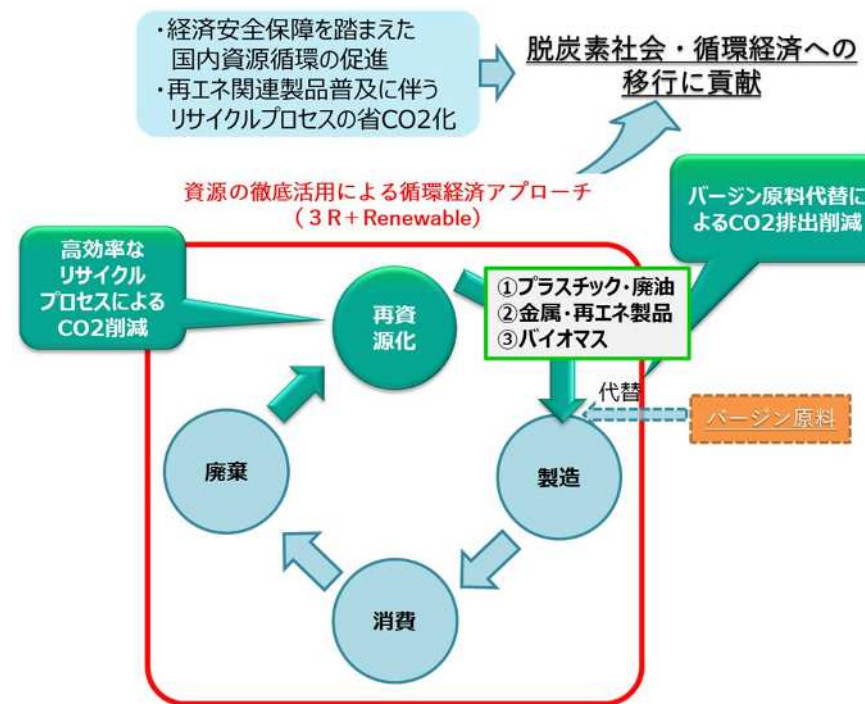 ・経済安全保障を踏まえた
国内資源循環の促進
・再エネ関連製品普及に伴う
リサイクルプロセスの省CO2化
脱炭素社会・循環経済への
移行に貢献
資源の徹底活用による循環経済アプローチ
(3R+Renewable)
バージン原料代替に
よるCO2排出削減
高効率な
リサイクル
プロセスによる
CO2削減
再資
源化
①プラスチック・廃油
②金属・再エネ製品
③バイオマス
代替
バージン原料
廃棄
製造
消費